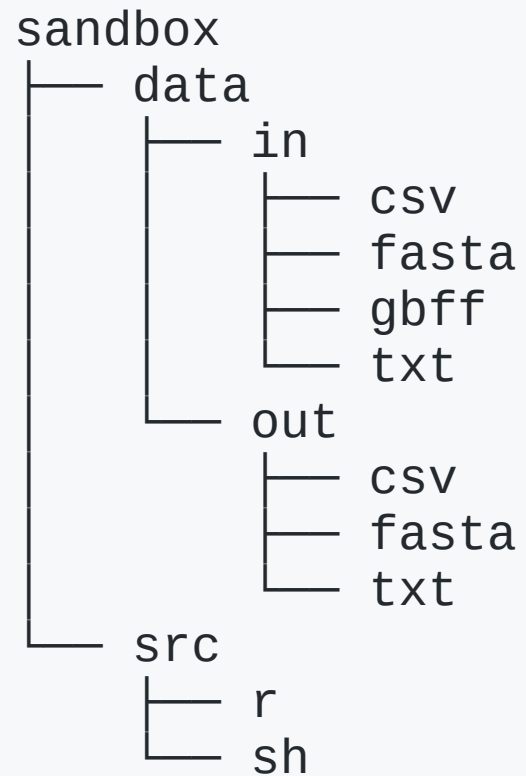 sandbox
data
in
csv
fasta
gbff
txt
out
csv
fasta
txt
src
r
sh